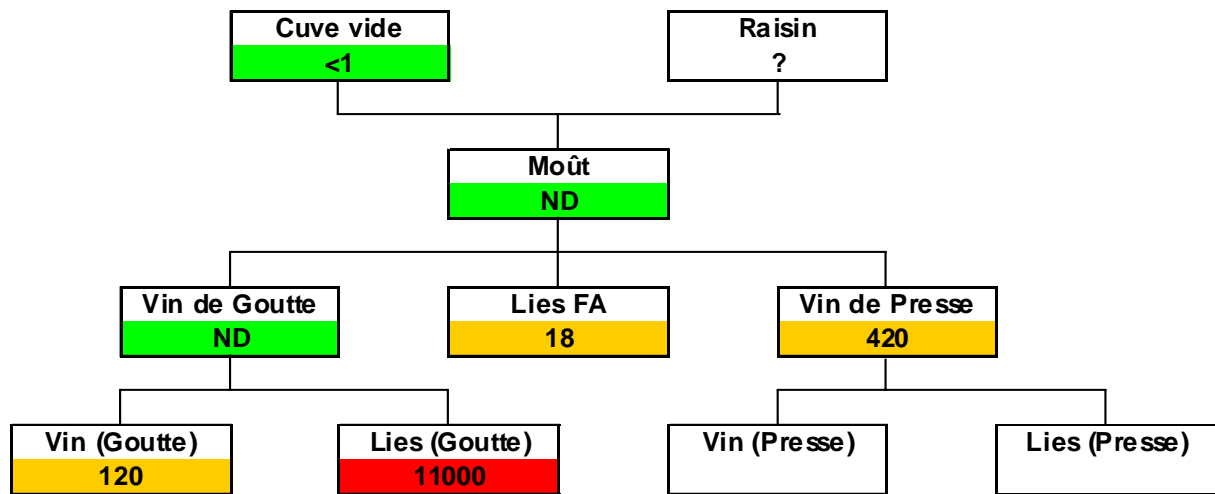 Cuve vide
<1
Raisin
?
Moût
ND
Vin de Goutte
ND
Lies FA
18
Vin de Presse
420
Vin (Goutte)
120
Lies (Goutte)
11000
Vin (Presse)
Lies (Presse)